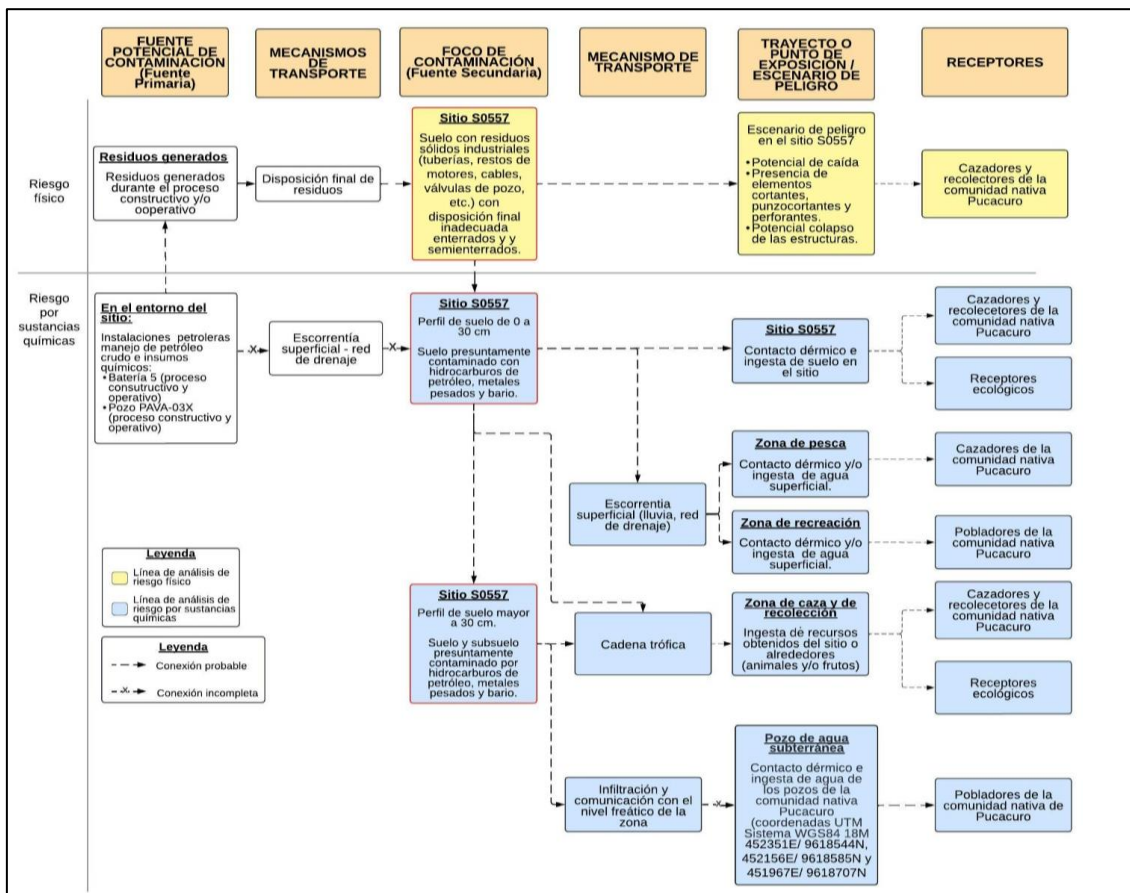 FUENTE
POTENCIAL DE
CONTAMINACIÓN
(Fuente
Primaria)
MECANISMOS
DE
TRANSPORTE
FOCO DE
CONTAMINACIÓN
(Fuente Secundaria)
MECANISMO DE
TRANSPORTE
TRAYECTO O
PUNTO DE
EXPOSICIÓN /
ESCENARIO DE
PELIGRO
RECEPTORES
Riesgo
físico
Residuos generados
Residuos generados
durante el proceso
constructivo y/o
ooperativo
Disposición final de
residuos
Sitio S0557
Suelo con residuos
sólidos industriales
(tuberías, restos de
motores, cables,
válvulas de pozo,
etc.) con
disposición final
inadecuada
enterrados y y
semienterrados.
Escenario de peligro
en el sitio S0557
•Potencial de caída
•Presencia de
elementos
cortantes,
punzocortantes y
perforantes.
•Potencial colapso
de las estructuras.
Cazadores y
recolectores de la
comunidad nativa
Pucacuro
Riesgo
por
sustancias
químicas
En el entorno del
sitio:
Instalaciones petroleras
manejo de petróleo
crudo e insumos
químicos:
•Batería 5 (proceso
consutructivo y
operativo)
•Pozo PAVA-03X
(proceso constructivo y
operativo)
Escorrentía
superficial - red
de drenaje
Sitio S0557
Perfil de suelo de 0 a
30 cm
Suelo presuntamente
contaminado con
hidrocarburos de
petróleo, metales
pesados y bario.
Sitio S0557
Contacto dérmico e
ingesta de suelo en
el sitio
Cazadores y
recolecetores de la
comunidad nativa
Pucacuro
Receptores
ecológicos
Escorrentia
superficial (lluvia, red
de drenaje)
Zona de pesca
Contacto dérmico y/o
ingesta de agua
superficial.
Cazadores de la
comunidad nativa
Pucacuro
Zona de recreación
Contacto dérmico y/o
ingesta de agua
superficial.
Pobladores de la
comunidad nativa
Pucacuro
Leyenda
Línea de análisis de
riesgo físico
Línea de análisis de
riesgo por sustancias
químicas
Leyenda
Conexión probable
x
Conexión incompleta
Sitio S0557
Perfil de suelo mayor
a 30 cm.
Suelo y subsuelo
presuntamente
contaminado por
hidrocarburos de
petróleo, metales
pesados y bario.
Cadena trófica
Zona de caza y de
recolección
Ingesta de recursos
obtenidos del sitio o
alrededores
(animales y/o frutos)
Cazadores y
recolecetores de la
comunidad nativa
Pucacuro
Receptores
ecológicos
Infiltración y
comunicación con el
nivel freático de la
zona
Pozo de agua
subterránea
Contacto dérmico e
ingesta de agua de
los pozos de la
comunidad nativa
Pucacuro
(coordenadas UTM
Sistema WGS84 18M
452351E/ 9618544N,
452156E/ 9618585N y
451967E/ 9618707N
Pobladores de la
comunidad nativa de
Pucacuro